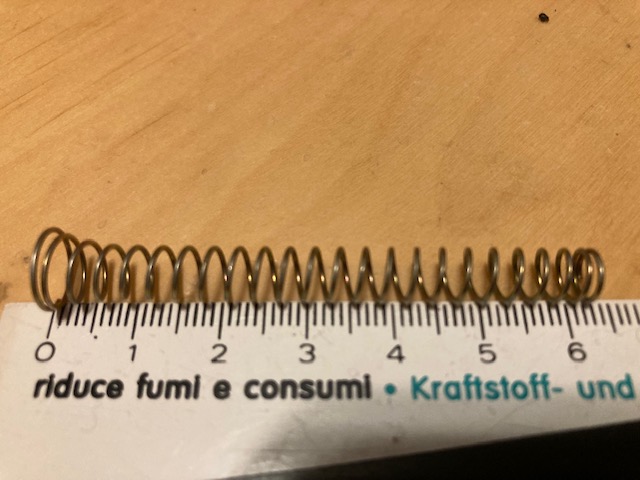 0 1 2 3 4 5 6
riduce fumi e consumi • Kraftstoff- und